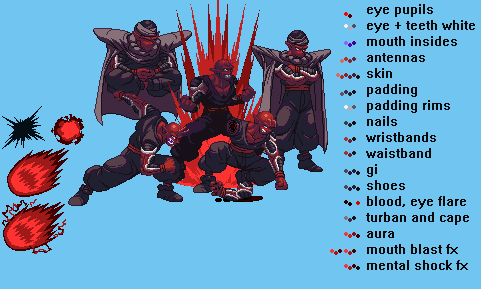 eye pupils
eye + teeth white
mouth insides
antennas
skin
padding
padding rims
nails
wristbands
waistband
gi
shoes
blood, eye flare
turban and cape
aura
mouth blast fx
mental shock fx